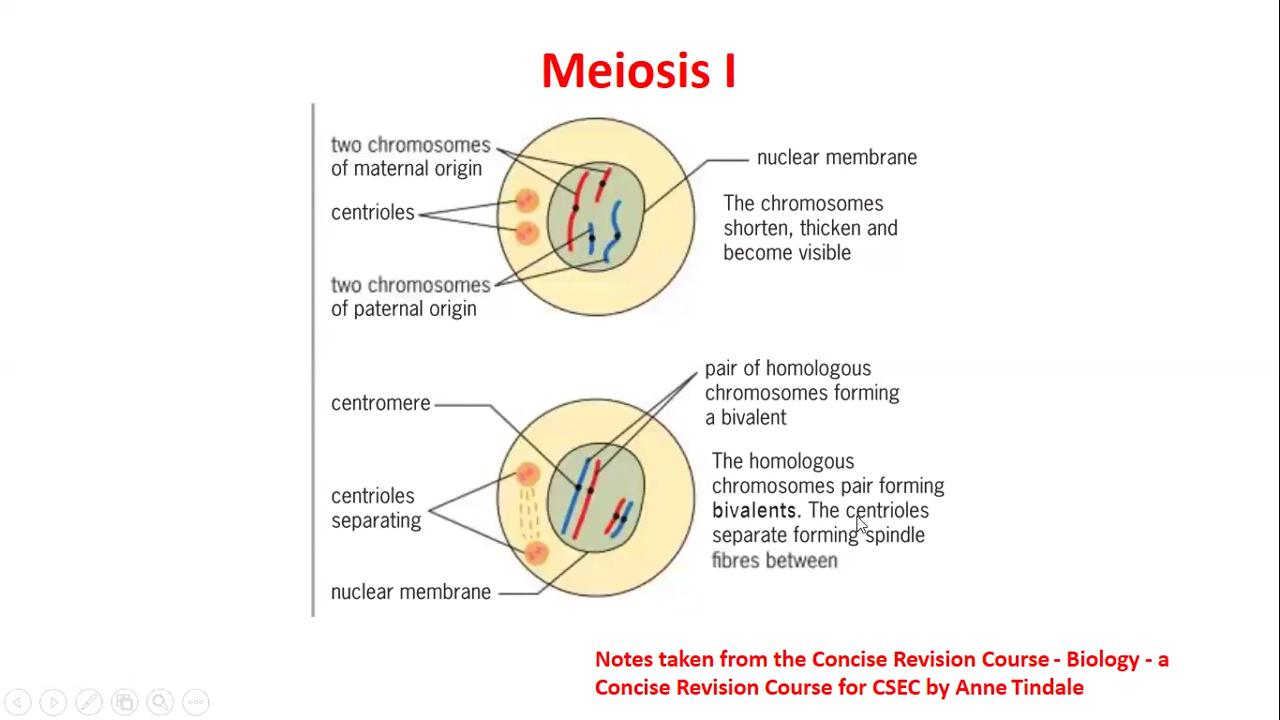 Meiosis I
two chromosomes
of maternal origin
centrioles
two chromosomes
of paternal origin
nuclear membrane
The chromosomes
shorten, thicken and
become visible
centromere
centrioles
separating
nuclear membrane
pair of homologous
chromosomes forming
a bivalent
The homologous
chromosomes pair forming
bivalents. The centrioles
separate forming spindle
fibres between
Notes taken from the Concise Revision Course - Biology - a
Concise Revision Course for CSEC by Anne Tindale